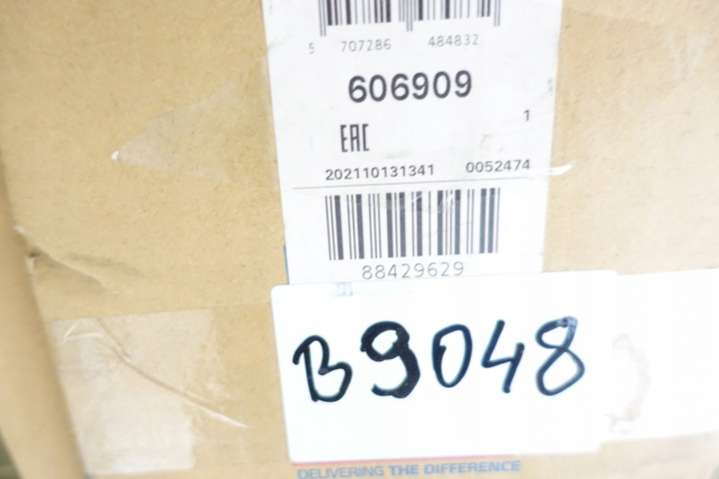 5 707286 484832
606909
1
EAC
202110131341 0052474
88429629
B9048
DELIVERING THE DIFFERENCE